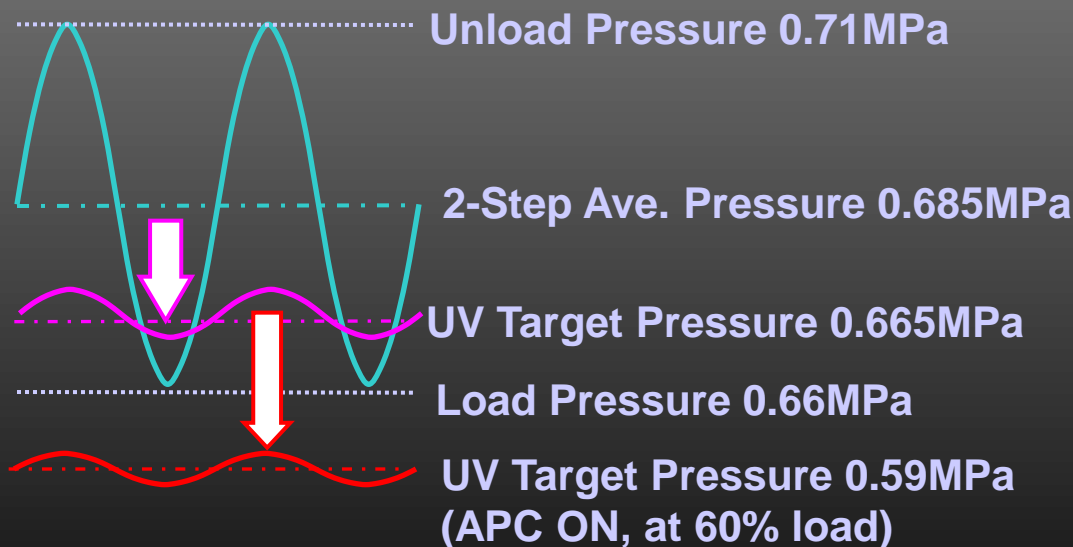 Unload Pressure 0.71MPa
2-Step Ave. Pressure 0.685MPa
UV Target Pressure 0.665MPa
Load Pressure 0.66MPa
UV Target Pressure 0.59MPa
(APC ON, at 60% load)